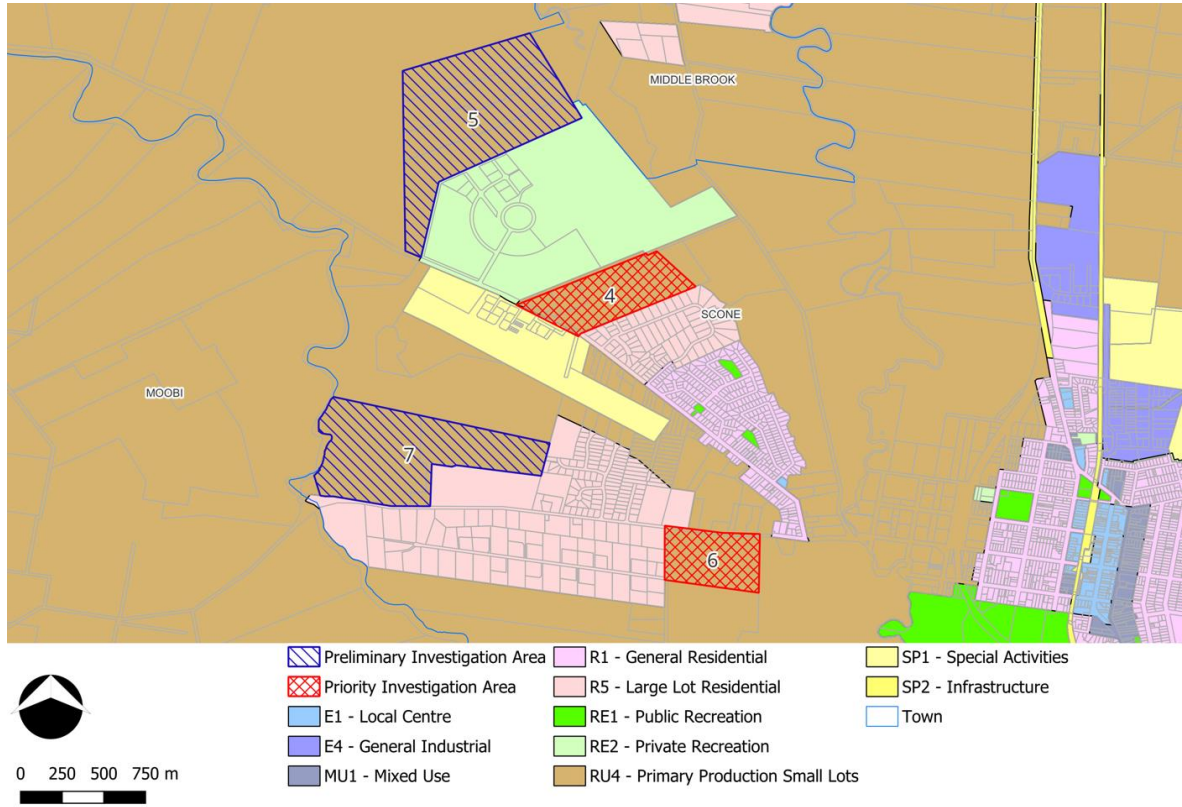 MIDDLE BROOK
5
4
SCONE
MOOBI
7
6
Preliminary Investigation Area
Priority Investigation Area
E1 - Local Centre
E4 - General Industrial
MU1 - Mixed Use
R1 - General Residential
R5 - Large Lot Residential
RE1 - Public Recreation
RE2 - Private Recreation
RU4 - Primary Production Small Lots
SP1 - Special Activities
SP2 - Infrastructure
Town
0 250 500 750 m